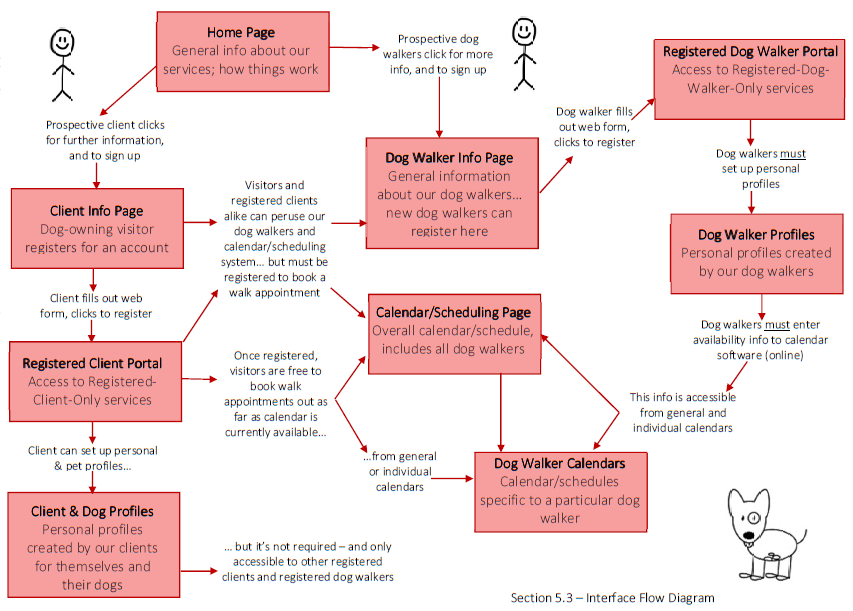 Home Page
General info about our
services; how things work
Prospective dog
walkers click for more
info, and to sign up
Registered Dog Walker Portal
Access to Registered-Dog-
Walker-Only services
Prospective client clicks
for further information,
and to sign up
Dog walker fills
out web form,
clicks to register
Dog walkers must
set up personal
profiles
Client Info Page
Dog-owning visitor
registers for an account
Visitors and
registered clients
alike can peruse our
dog walkers and
calendar/scheduling
system... but must be
registered to book a
walk appointment
Dog Walker Info Page
General information
about our dog walkers...
new dog walkers can
register here
Dog Walker Profiles
Personal profiles created
by our dog walkers
Client fills out web
form, clicks to register
Calendar/Scheduling Page
Overall calendar/schedule,
includes all dog walkers
Dog walkers must enter
availability info to calendar
software (online)
Registered Client Portal
Access to Registered-
Client-Only services
Once registered,
visitors are free to
book walk
appointments out as
far as calendar is
currently available...
This info is accessible
from general and
individual calendars
Client can set up personal
& pet profiles...
...from general
or individual
calendars
Dog Walker Calendars
Calendar/schedules
specific to a particular dog
walker
Client & Dog Profiles
Personal profiles
created by our clients
for themselves and
their dogs
... but it's not required – and only
accessible to other registered
clients and registered dog walkers
Section 5.3 – Interface Flow Diagram